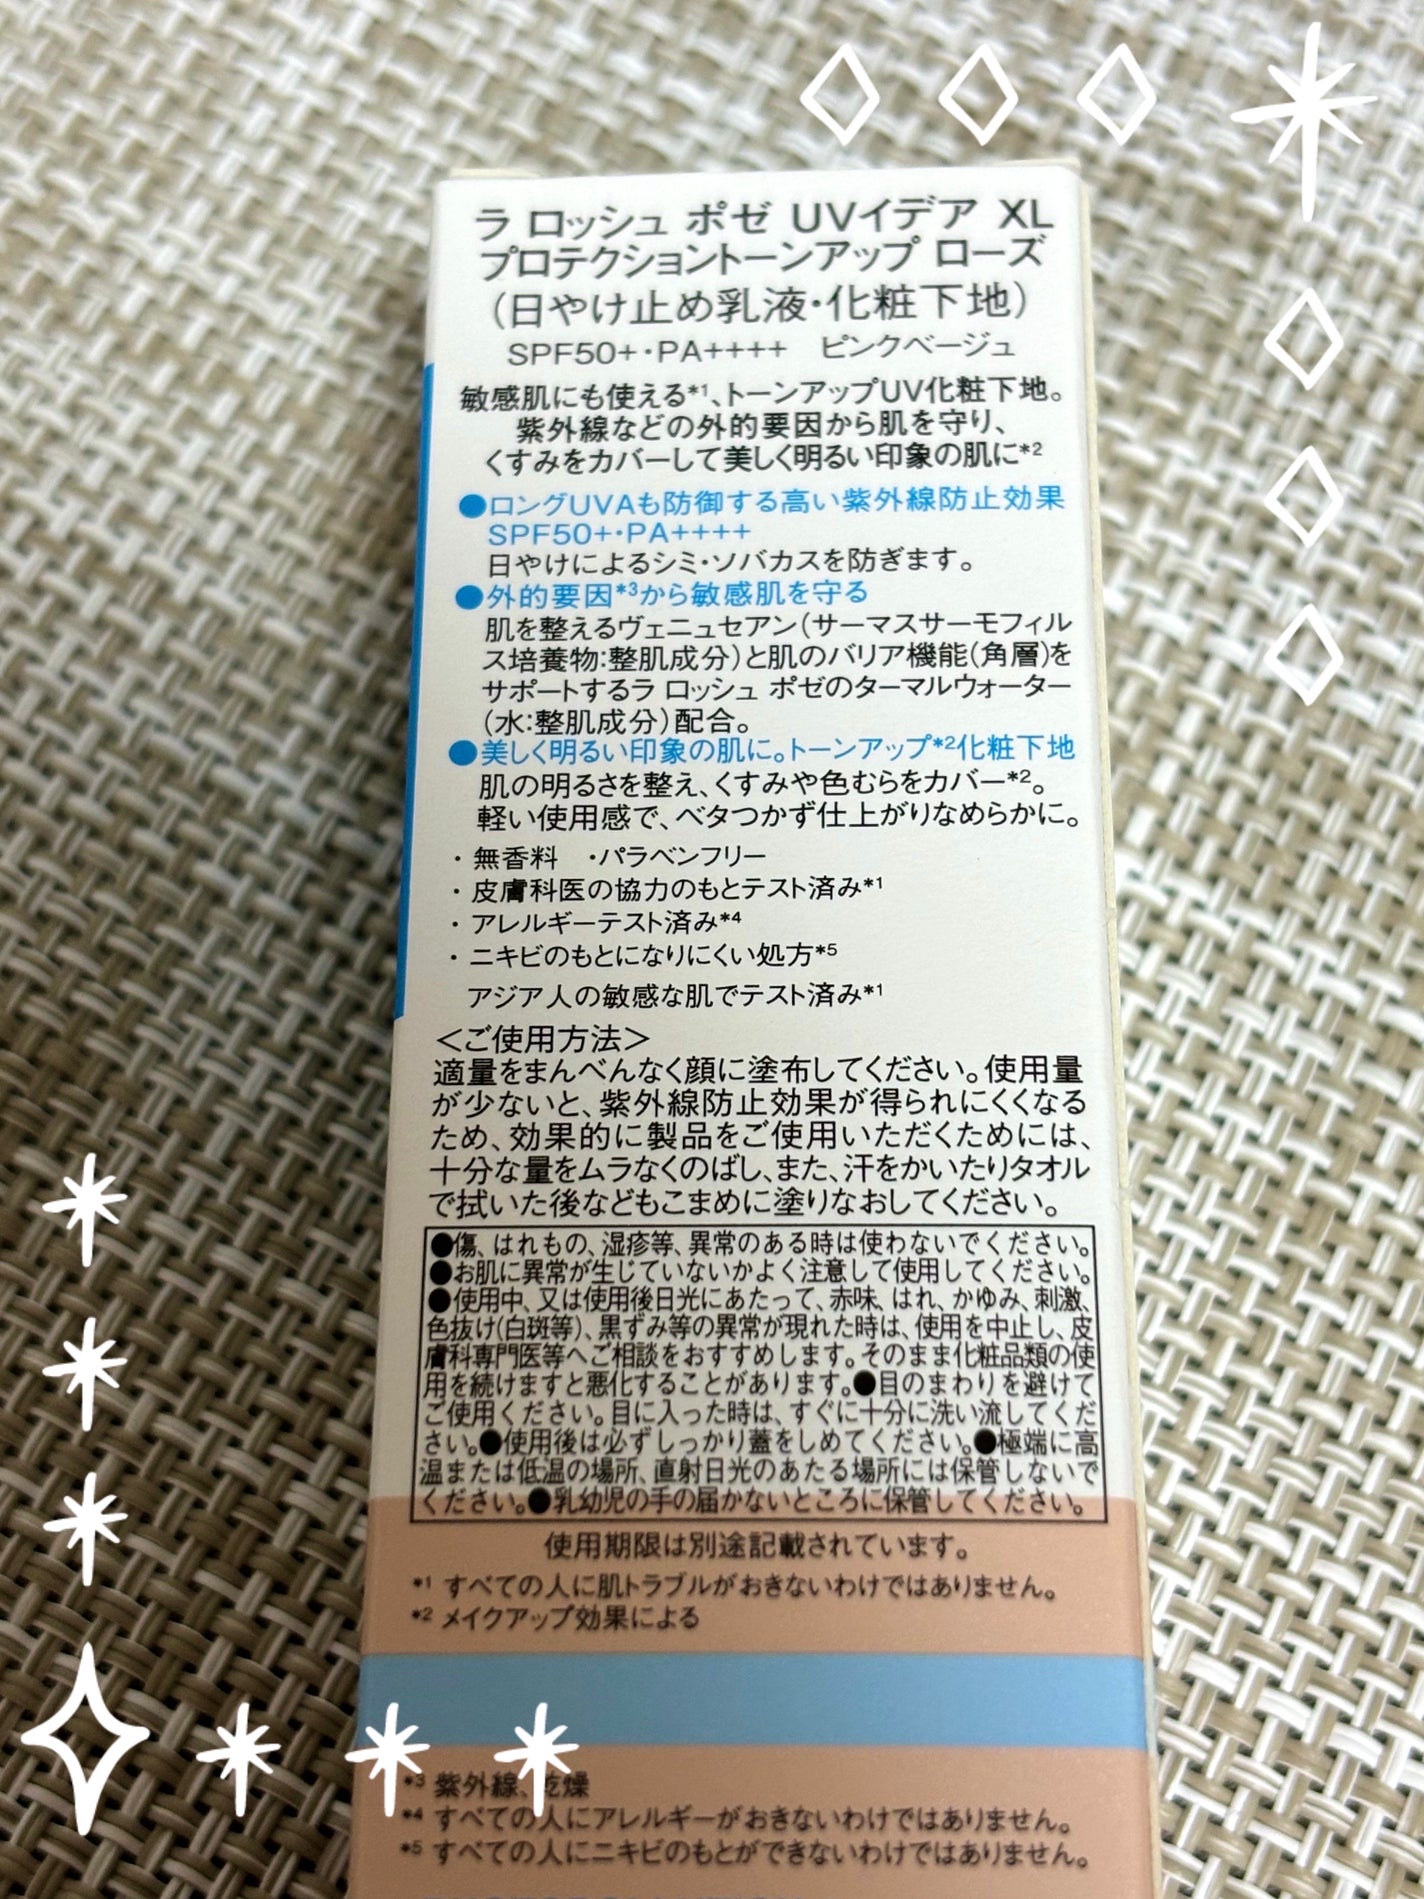 ラ ロッシュ ポゼ UVイデア XL
プロテクショントーンアップ ローズ
(日やけ止め乳液・化粧下地)
SPF50+・PA++++ ピンクベージュ
敏感肌にも使える*1、トーンアップUV化粧下地。
紫外線などの外的要因から肌を守り、
くすみをカバーして美しく明るい印象の肌に*2
●ロングUVAも防御する高い紫外線防止効果
SPF50+・PA++++
日やけによるシミ・ソバカスを防ぎます。
●外的要因*3から敏感肌を守る
肌を整えるヴェニュセアン(サーマスサーモフィル
ス培養物:整肌成分)と肌のバリア機能(角層)を
サポートするラ ロッシュ ポゼのターマルウォーター
(水:整肌成分)配合。
●美しく明るい印象の肌に。トーンアップ*2化粧下地
肌の明るさを整え、くすみや色むらをカバー*2。
軽い使用感で、ベタつかず仕上がりなめらかに。
・無香料 ・パラベンフリー
・皮膚科医の協力のもとテスト済み*1
・アレルギーテスト済み*4
・ニキビのもとになりにくい処方*5
アジア人の敏感な肌でテスト済み*1
<ご使用方法>
適量をまんべんなく顔に塗布してください。使用量
が少ないと、紫外線防止効果が得られにくくなる
ため、効果的に製品をご使用いただくためには、
十分な量をムラなくのばし、また、汗をかいたりタオル
で拭いた後などもこまめに塗りなおしてください。
●傷、はれもの、湿疹等、異常のある時は使わないでください。
●お肌に異常が生じていないかよく注意して使用してください。
●使用中、又は使用後日光にあたって、赤味、はれ、かゆみ、刺激、
色抜け(白斑等)、黒ずみ等の異常が現れた時は、使用を中止し、皮
膚科専門医等へご相談をおすすめします。そのまま化粧品類の使
用を続けますと悪化することがあります。●目のまわりを避けて
ご使用ください。目に入った時は、すぐに十分に洗い流してくだ
さい。●使用後は必ずしっかり蓋をしめてください。●極端に高
温または低温の場所、直射日光のあたる場所には保管しないで
ください。●乳幼児の手の届かないところに保管してください。
使用期限は別途記載されています。
*1 すべての人に肌トラブルがおきないわけではありません。
*2 メイクアップ効果による
*3 紫外線、乾燥
*4 すべての人にアレルギーがおきないわけではありません。
*5 すべての人にニキビのもとができないわけではありません。